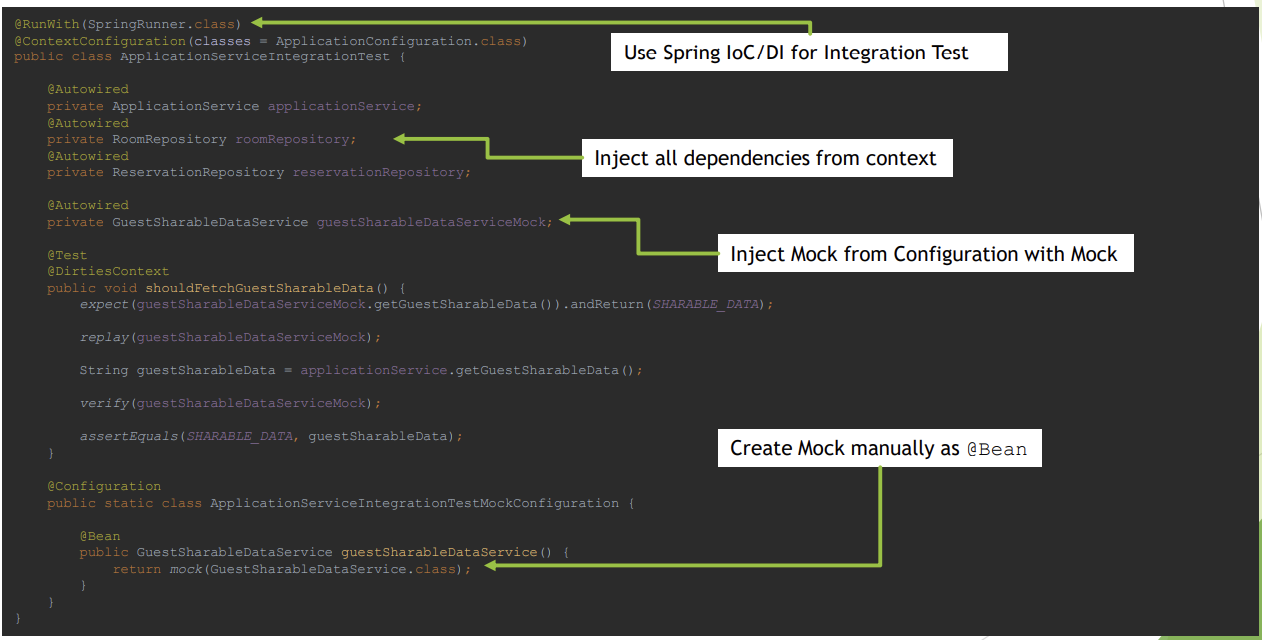 @RunWith(SpringRunner.class)
@ContextConfiguration(classes = ApplicationConfiguration.class)
public class ApplicationServiceIntegrationTest {
Use Spring IoC/DI for Integration Test
@Autowired
private ApplicationService applicationService;
@Autowired
private RoomRepository roomRepository;
@Autowired
private ReservationRepository reservationRepository;
Inject all dependencies from context
@Autowired
private GuestSharableDataService guestSharableDataServiceMock;
Inject Mock from Configuration with Mock
@Test
@DirtiesContext
public void shouldFetchGuestSharableData() {
expect(guestSharableDataServiceMock.getGuestSharableData()).andReturn(SHARABLE_DATA);
replay(guestSharableDataServiceMock);
String guestSharableData = applicationService.getGuestSharableData();
verify(guestSharableDataServiceMock);
assertEquals(SHARABLE_DATA, guestSharableData);
}
Create Mock manually as @Bean
@Configuration
public static class ApplicationServiceIntegrationTestMockConfiguration {
@Bean
public GuestSharableDataService guestSharableDataService() {
return mock(GuestSharableDataService.class);
}
}
}